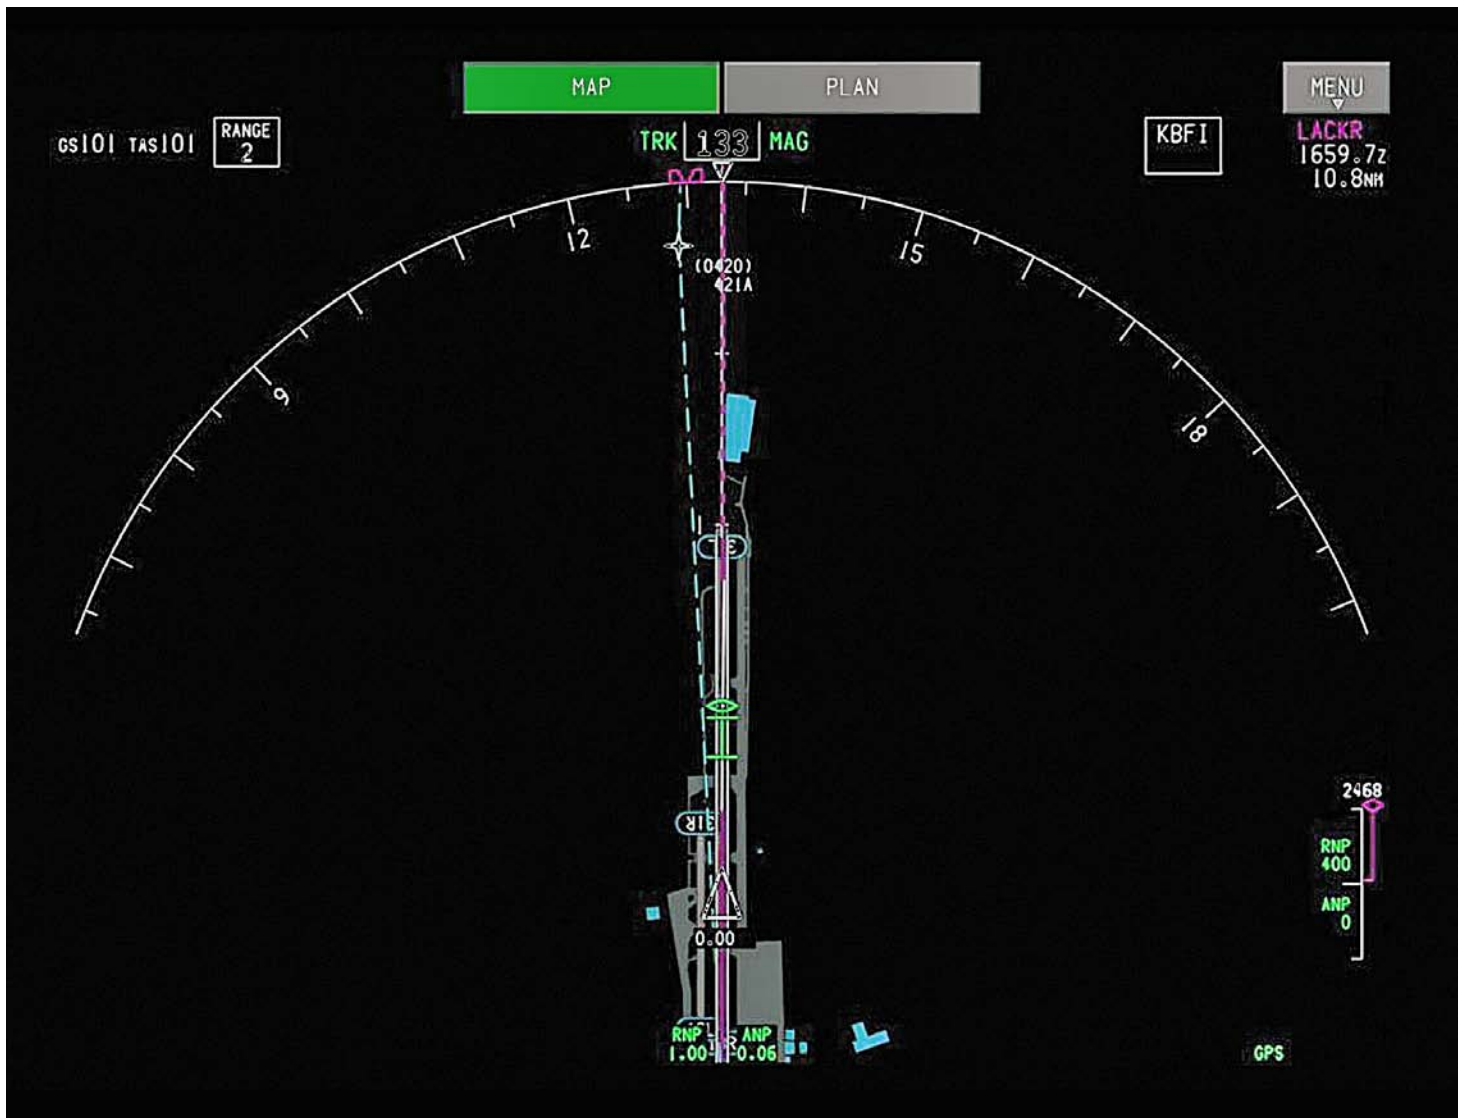 MAP
PLAN
MENU
GS101 TAS101
RANGE
2
TRK 133 MAG
KBFI
LACKR
1659.7z
10.8NM
12
15
(0420)
421A
9
18
31R
2468
RNP
400
ANP
0
0.00
RNP
1.00
ANP
0.06
GPS